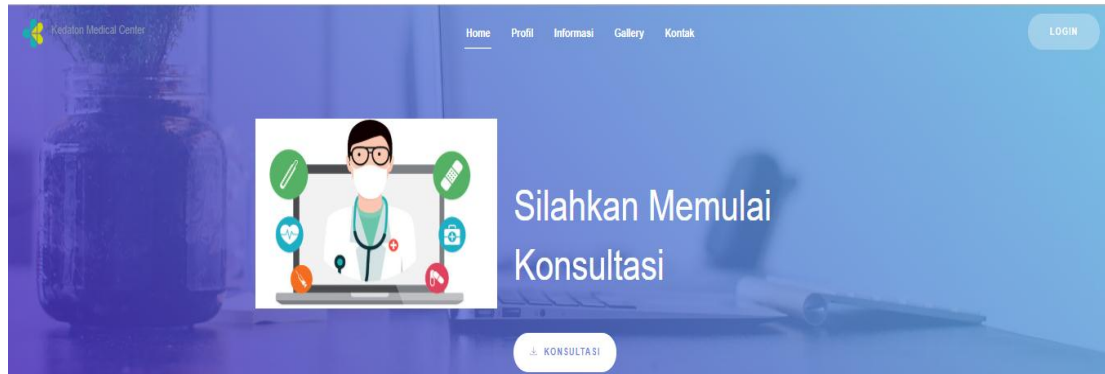 Kedaton Medical Center
Home Profil Informasi Gallery Kontak
LOGIN
Silahkan Memulai
Konsultasi
KONSULTASI